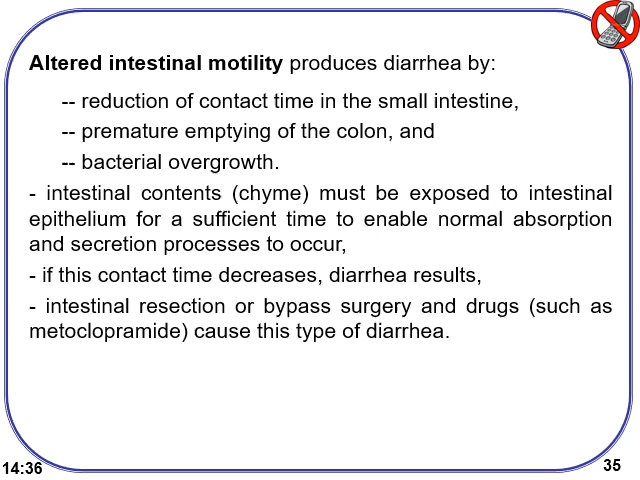 Altered intestinal motility produces diarrhea by:
-- reduction of contact time in the small intestine,
-- premature emptying of the colon, and
-- bacterial overgrowth.
- intestinal contents (chyme) must be exposed to intestinal
epithelium for a sufficient time to enable normal absorption
and secretion processes to occur,
- if this contact time decreases, diarrhea results,
- intestinal resection or bypass surgery and drugs (such as
metoclopramide) cause this type of diarrhea.
14:36
35